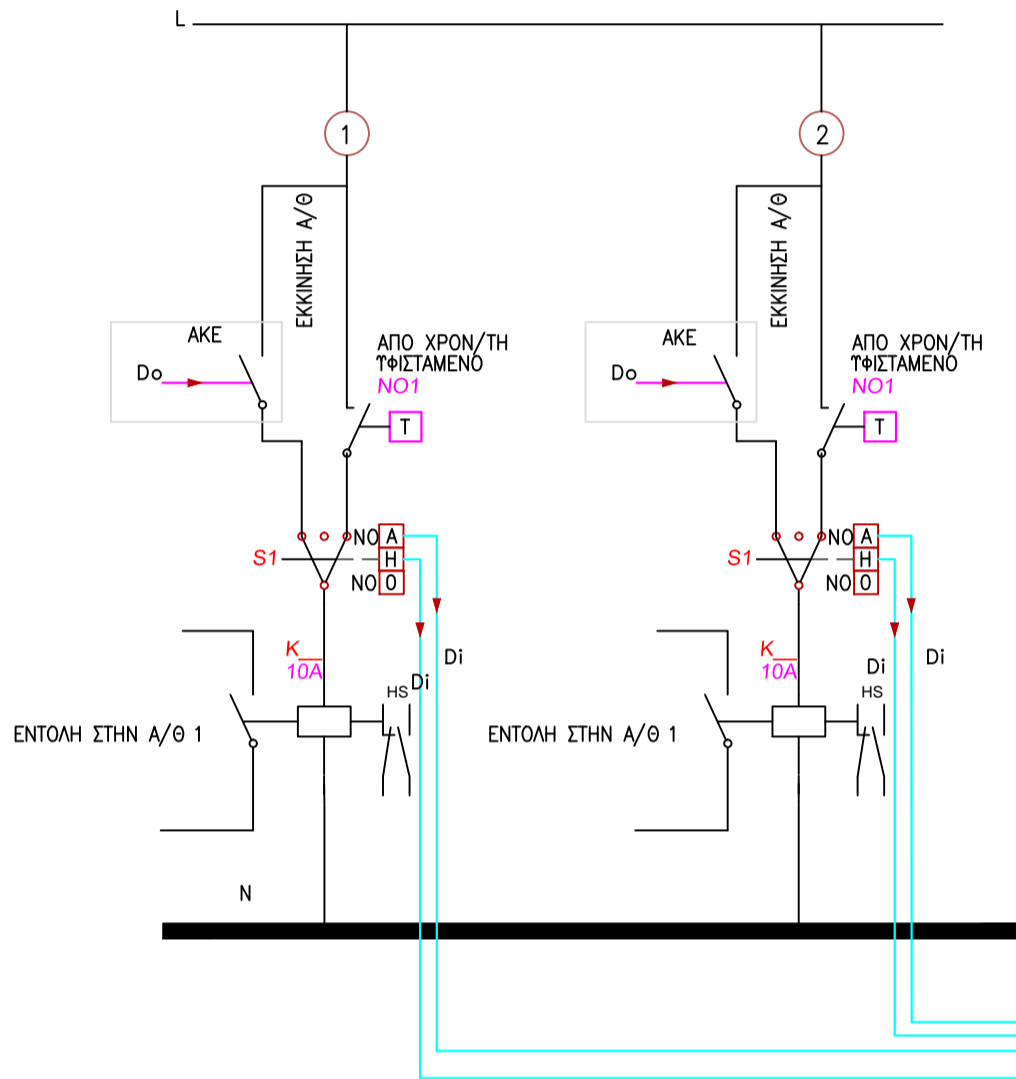 L
1
ΕΚΚΙΝΗΣΗ Α/Θ
ΑΚΕ
Do
ΑΠΟ ΧΡΟΝ/ΤΗ
ΥΦΙΣΤΑΜΕΝΟ
NO1
T
NO A
S1
H
NO 0
K
10A
Di
Di
HS
ΕΝΤΟΛΗ ΣΤΗΝ Α/Θ 1
N
2
ΕΚΚΙΝΗΣΗ Α/Θ
ΑΚΕ
Do
ΑΠΟ ΧΡΟΝ/ΤΗ
ΥΦΙΣΤΑΜΕΝΟ
NO1
T
NO A
S1
H
NO 0
K
10A
Di
Di
HS
ΕΝΤΟΛΗ ΣΤΗΝ Α/Θ 1